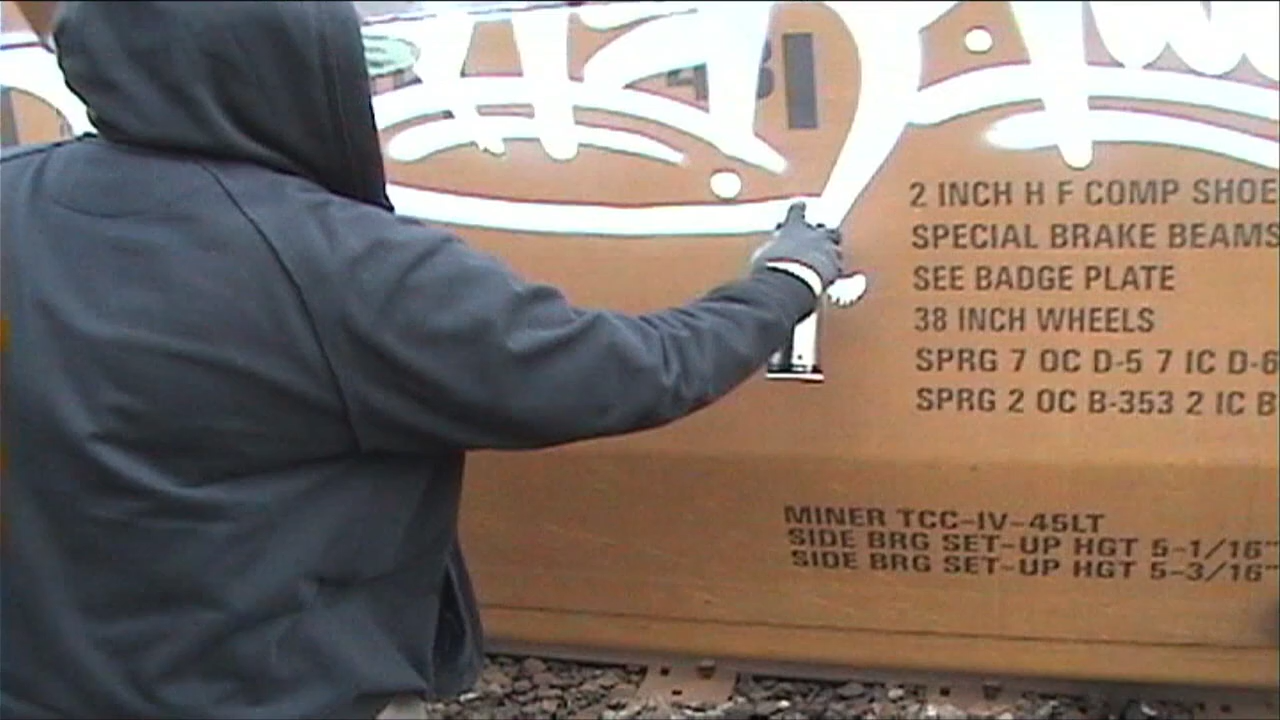 2 INCH H F COMP SHOE
SPECIAL BRAKE BEAMS
SEE BADGE PLATE
38 INCH WHEELS
SPRG 7 OC D-5 7 IC D-6
SPRG 2 OC B-353 2 IC B
MINER TCC-IV-45LT
SIDE BRG SET-UP HGT 5-1/16"
SIDE BRG SET-UP HGT 5-3/16"